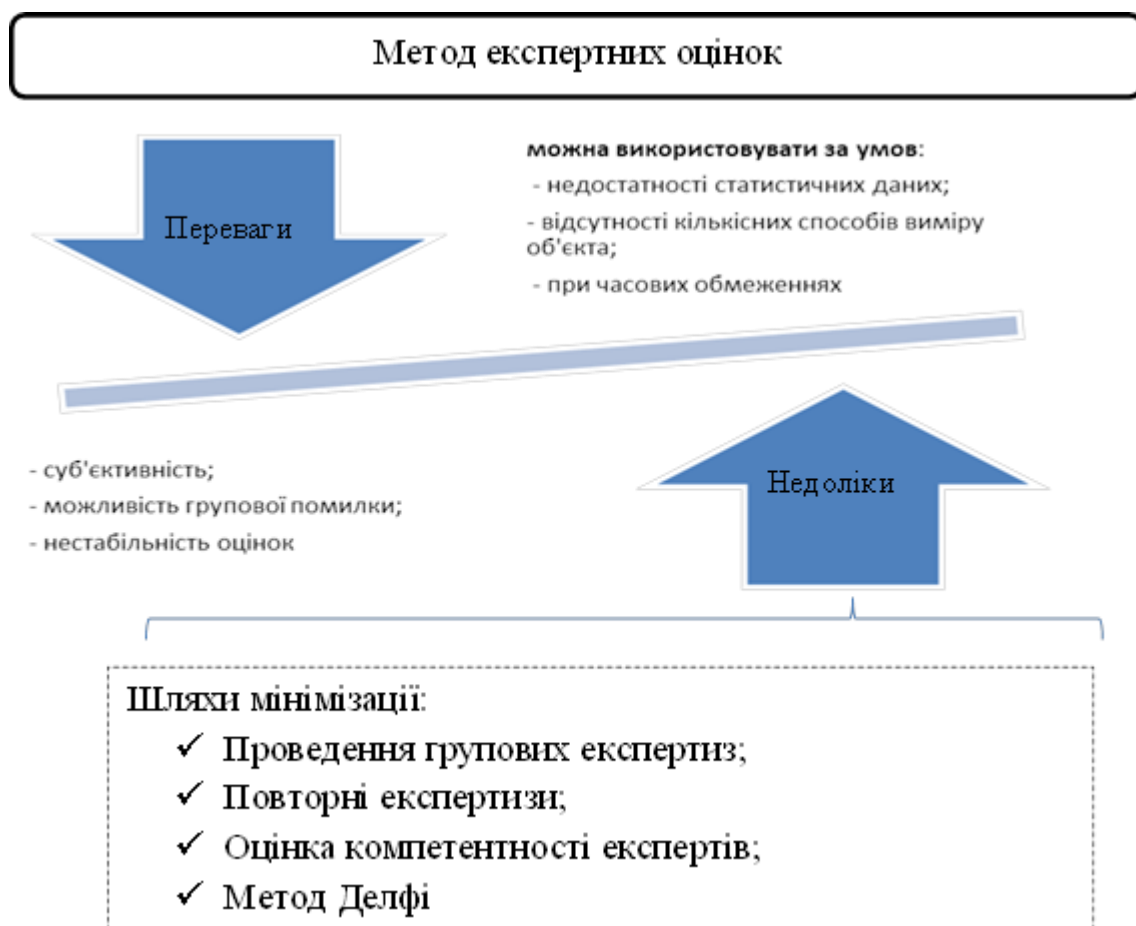 Метод експертних оцінок
Переваги
можна використовувати за умов:
- недостатності статистичних даних;
- відсутності кількісних способів виміру
об'єкта;
- при часових обмеженнях
- суб'єктивність;
- можливість групової помилки;
- нестабільність оцінок
Недоліки
Шляхи мінімізації:
✓ Проведення групових експертиз;
✓ Повторні експертизи;
✓ Оцінка компетентності експертів;
✓ Метод Делфі